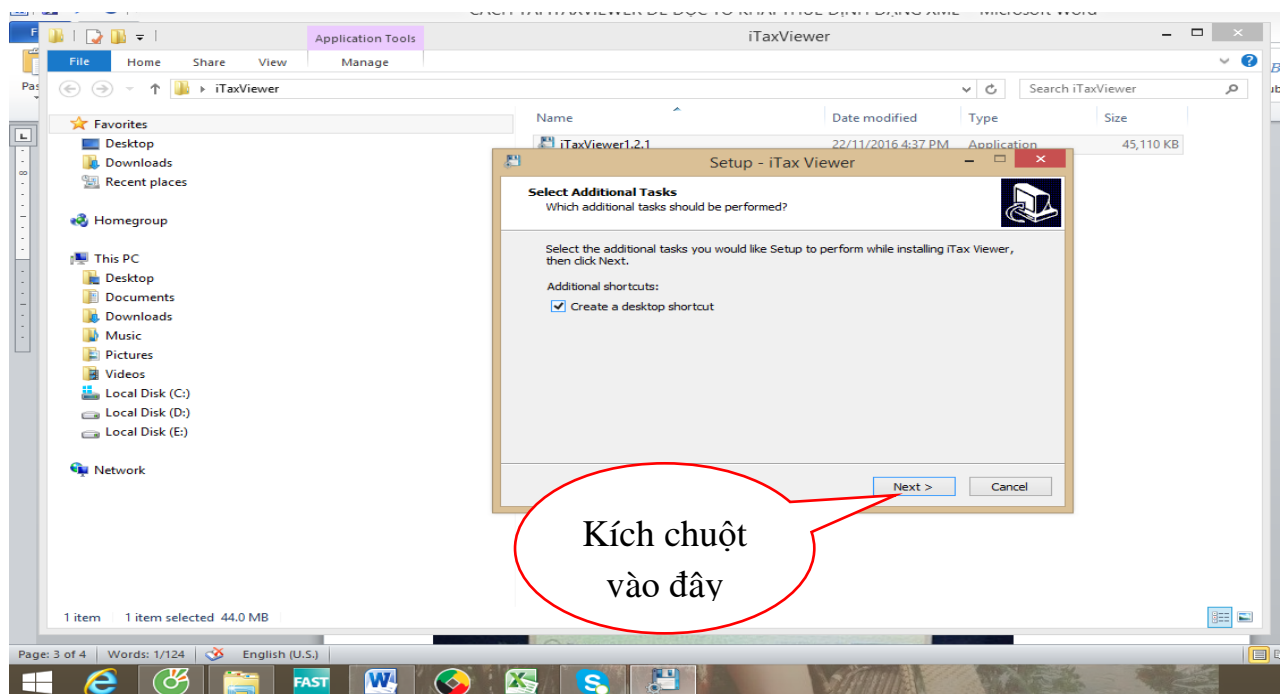 Application Tools
iTaxViewer
File Home Share View Manage
iTaxViewer
Search iTaxViewer
Name Date modified Type Size
Favorites
iTaxViewer1.2.1 22/11/2016 4:37 PM Application 45,110 KB
Desktop
Downloads
Recent places
Homegroup
This PC
Desktop
Documents
Downloads
Music
Pictures
Videos
Local Disk (C:)
Local Disk (D:)
Local Disk (E:)
Network
Setup - iTax Viewer
Select Additional Tasks
Which additional tasks should be performed?
Select the additional tasks you would like Setup to perform while installing iTax Viewer,
then click Next.
Additional shortcuts:
Create a desktop shortcut
Next > Cancel
Kích chuột
vào đây
1 item 1 item selected 44.0 MB
Page: 3 of 4 Words: 1/124 English (U.S.)
FAST